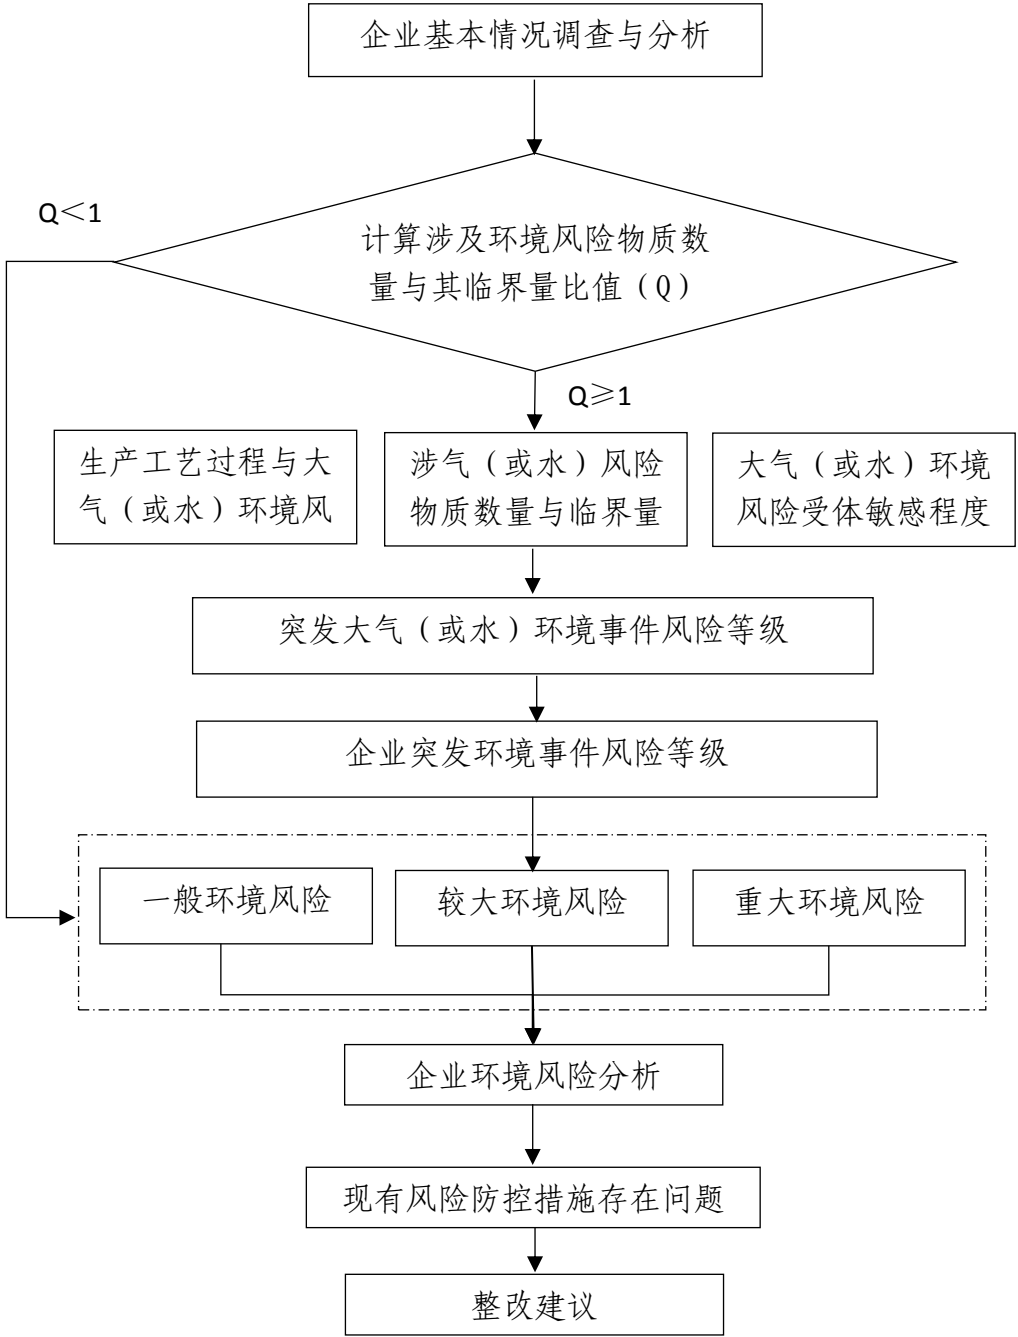 企业基本情况调查与分析
Q＜1
计算涉及环境风险物质数
量与其临界量比值（Q）
Q≥1
生产工艺过程与大
气（或水）环境风
涉气（或水）风险
物质数量与临界量
大气（或水）环境
风险受体敏感程度
突发大气（或水）环境事件风险等级
企业突发环境事件风险等级
一般环境风险
较大环境风险
重大环境风险
企业环境风险分析
现有风险防控措施存在问题
整改建议